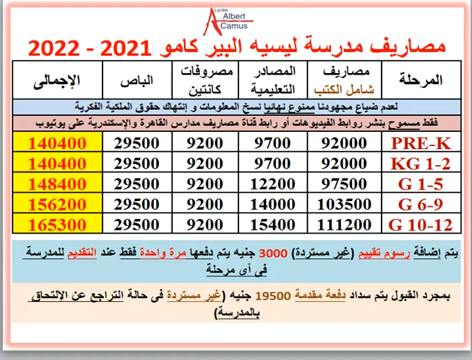 Lycée
Albert
Camus
مصاريف مدرسة ليسيه البير كامو 2021 - 2022
المرحلة مصاريف شامل الكتب المصادر التعليمية مصروفات كانتين الباص الإجمالى
لعدم ضياع مجهودنا ممنوع نهائيا نسخ المعلومات و إنتهاك حقوق الملكية الفكرية
فقط مسموح بنشر روابط الفيديوهات أو رابط قناة مصاريف مدارس القاهرة والإسكندرية على يوتيوب
PRE-K 92000 9700 9200 29500 140400
KG 1-2 92000 9700 9200 29500 140400
G 1-5 97500 12200 9200 29500 148400
G 6-9 103500 14000 9200 29500 156200
G 10-12 111200 15400 9200 29500 165300
يتم إضافة رسوم تقييم (غير مستردة) 3000 جنيه يتم دفعها مرة واحدة فقط عند التقديم للمدرسة
فى أى مرحلة
بمجرد القبول يتم سداد دفعة مقدمة 19500 جنيه (غير مستردة فى حالة التراجع عن الالتحاق
بالمدرسة)